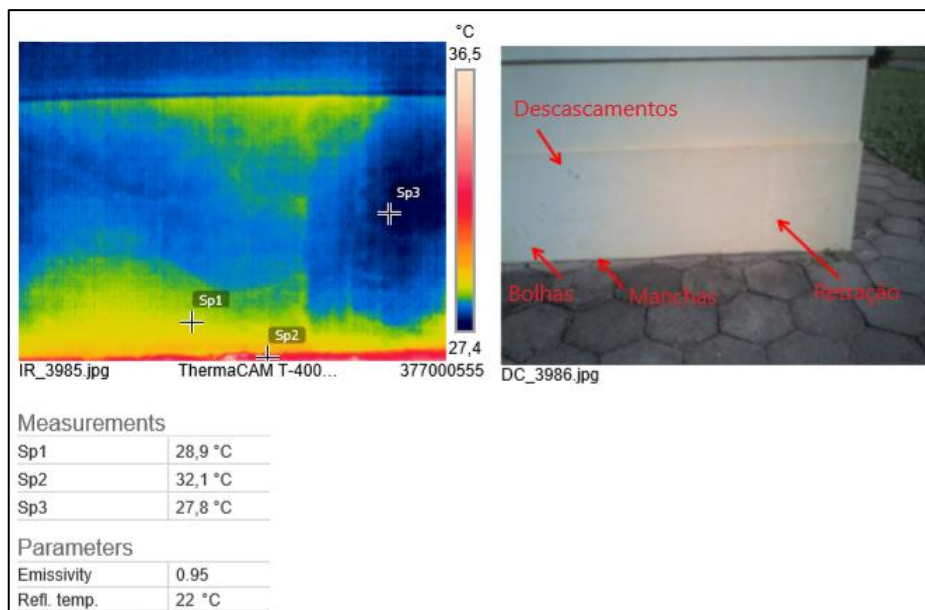 °C
36,5
Sp3
Sp1
Sp2
27,4
IR_3985.jpg ThermaCAM T-400... 377000555
Descascamentos
Bolhas
Manchas
Retração
DC_3986.jpg
Measurements
Sp1 28,9 °C
Sp2 32,1 °C
Sp3 27,8 °C
Parameters
Emissivity 0.95
Refl. temp. 22 °C